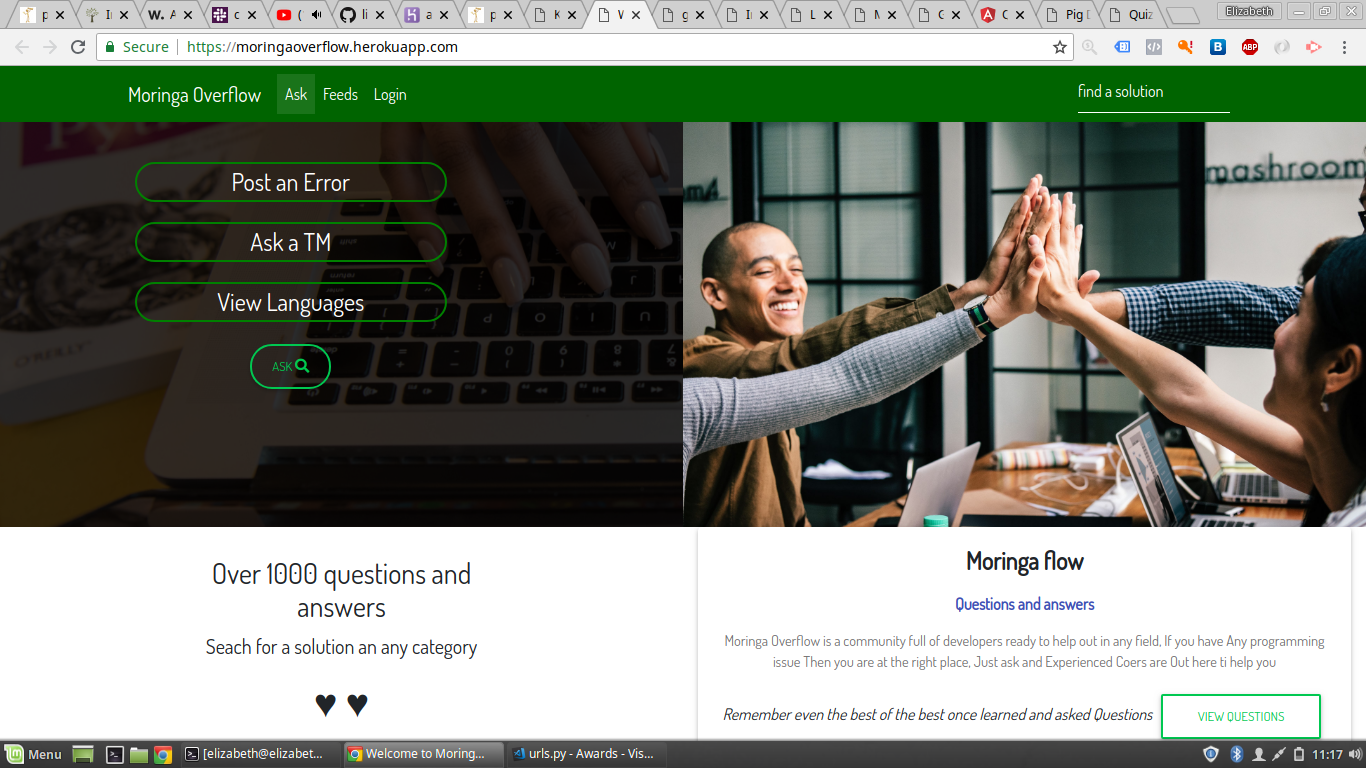 p
Ir
W. A
c
(
li
a
p
K
W
g
In
L
M
G
C
Pig D
Quiz
Elizabeth
Secure
https://moringaoverflow.herokuapp.com
ABP
Moringa Overflow
Ask
Feeds
Login
find a solution
Post an Error
Ask a TM
View Languages
ASK
O'REILLY
mashroom
Over 1000 questions and
answers
Seach for a solution an any category
♥ ♥
Moringa flow
Questions and answers
Moringa Overflow is a community full of developers ready to help out in any field, If you have Any programming
issue Then you are at the right place, Just ask and Experienced Coers are Out here ti help you
Remember even the best of the best once learned and asked Questions
VIEW QUESTIONS
Menu
[elizabeth@elizabet...
Welcome to Moring...
urls.py - Awards - Vis...
11:17